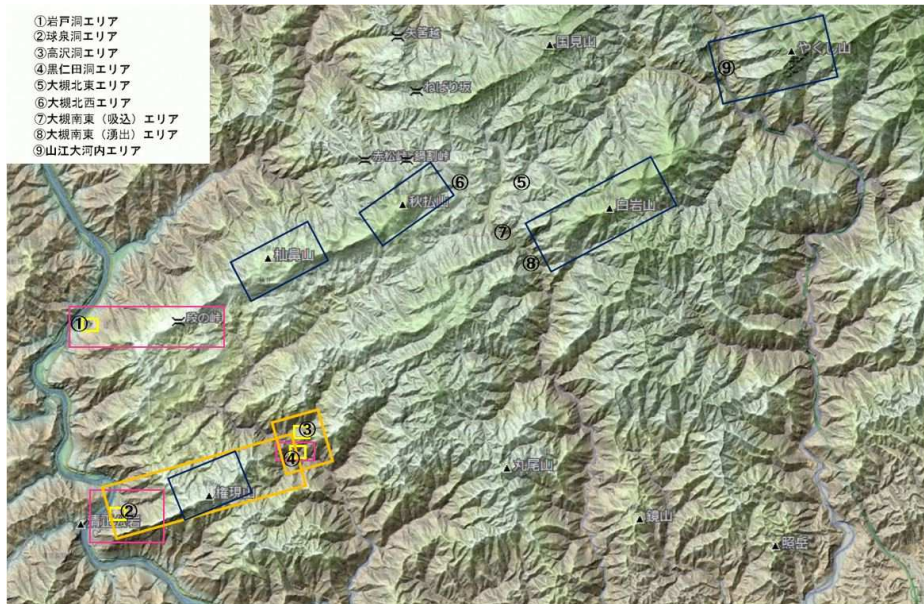 ①岩戸洞エリア
②球泉洞エリア
③高沢洞エリア
④黒仁田洞エリア
⑤大槻北東エリア
⑥大槻北西エリア
⑦大槻南東（吸込）エリア
⑧大槻南東（湧出）エリア
⑨山江大河内エリア
矢筈越
国見山
やくし山
⑨
ねばり坂
⑥
⑤
秋払山
白岩山
⑦
⑧
杣鼻山
①
③
④
権現山
②
丸尾山
鏡山
照岳